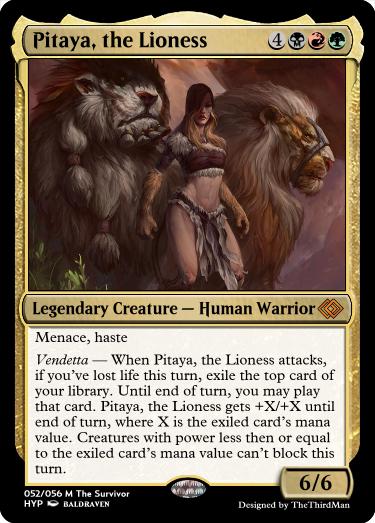 Pitaya, the Lioness 4
Legendary Creature — Human Warrior
Menace, haste
Vendetta — When Pitaya, the Lioness attacks,
if you've lost life this turn, exile the top card of
your library. Until end of turn, you may play
that card. Pitaya, the Lioness gets +X/+X until
end of turn, where X is the exiled card's mana
value. Creatures with power less then or equal
to the exiled card's mana value can't block this
turn.
6/6
052/056 M The Survivor
HYP BALDRAVEN
Designed by TheThirdMan